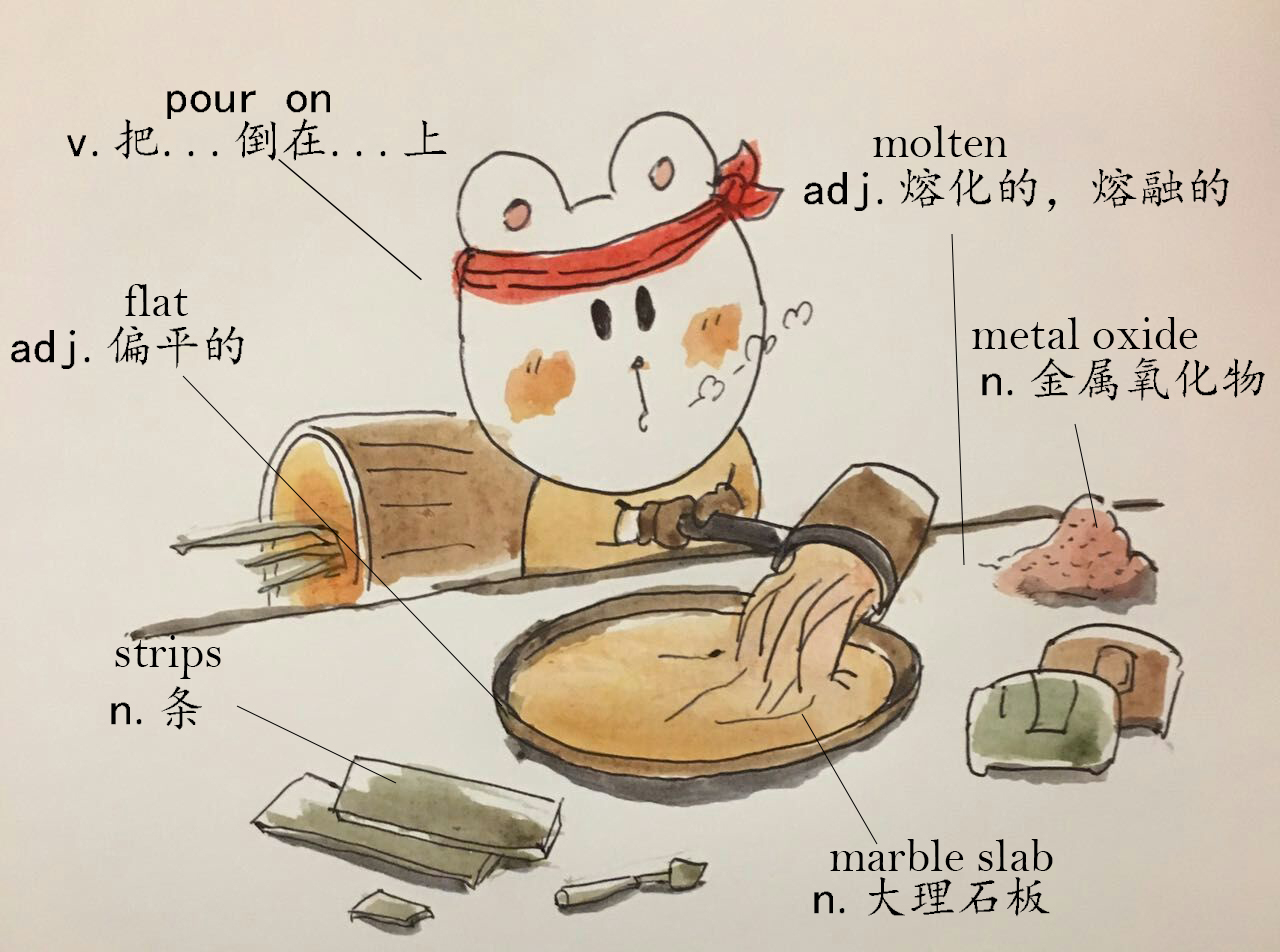 pour on
v. 把...倒在...上
molten
adj. 熔化的，熔融的
flat
adj. 偏平的
metal oxide
n. 金属氧化物
strips
n. 条
marble slab
n. 大理石板